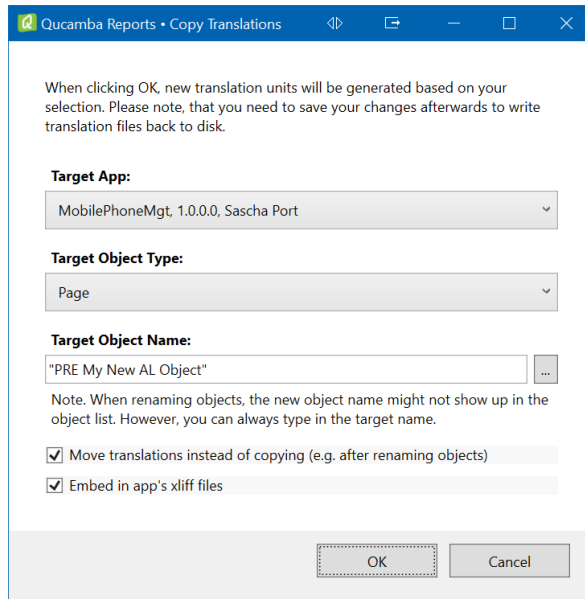 Qucamba Reports • Copy Translations
When clicking OK, new translation units will be generated based on your
selection. Please note, that you need to save your changes afterwards to write
translation files back to disk.
Target App:
MobilePhoneMgt, 1.0.0.0, Sascha Port
Target Object Type:
Page
Target Object Name:
"PRE My New AL Object"
...
Note. When renaming objects, the new object name might not show up in the
object list. However, you can always type in the target name.
Move translations instead of copying (e.g. after renaming objects)
Embed in app's xliff files
OK
Cancel